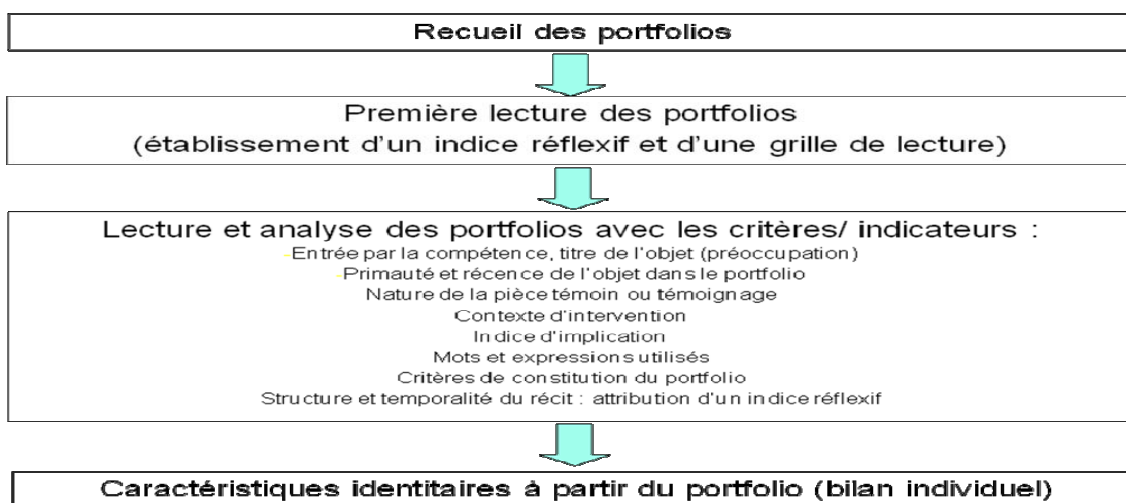 Recueil des portfolios
Première lecture des portfolios
(établissement d'un indice réflexif et d'une grille de lecture)
Lecture et analyse des portfolios avec les critères/ indicateurs :
-Entrée par la compétence, titre de l'objet (préoccupation)
-Primauté et récence de l'objet dans le portfolio
Nature de la pièce témoin ou témoignage
Contexte d'intervention
Indice d'implication
Mots et expressions utilisés
Critères de constitution du portfolio
Structure et temporalité du récit : attribution d'un indice réflexif
Caractéristiques identitaires à partir du portfolio (bilan individuel)